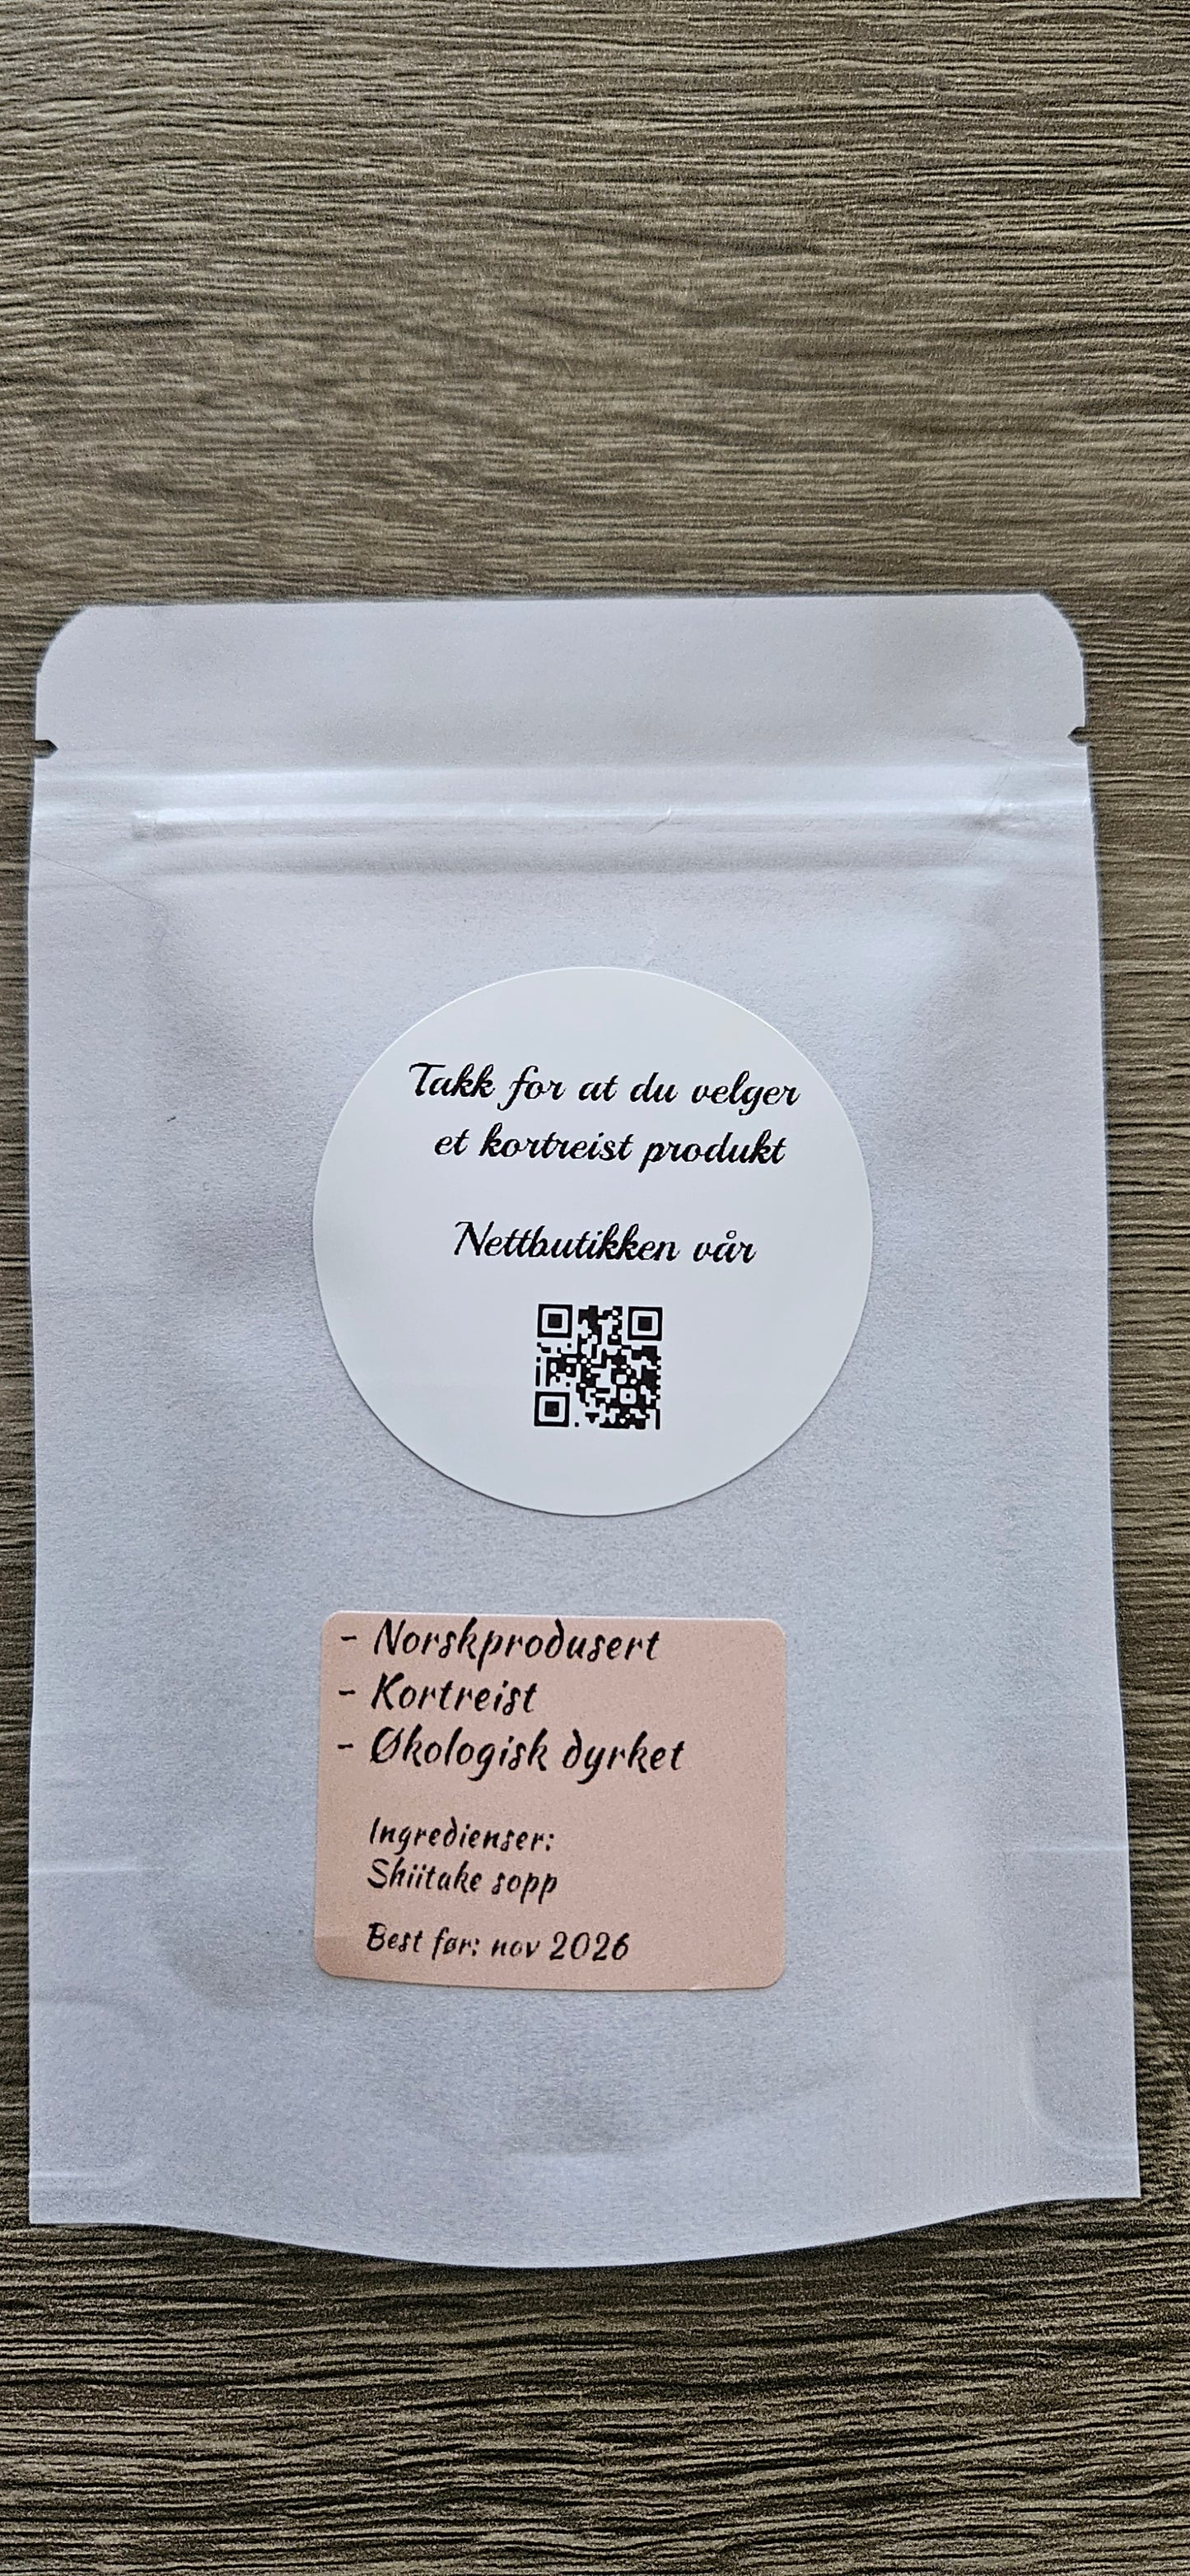 Takk for at du velger
et kortreist produkt
Nettbutikken vår
- Norskprodusert
- Kortreist
- Økologisk dyrket
Ingredienser:
Shiitake sopp
Best før: nov 2026